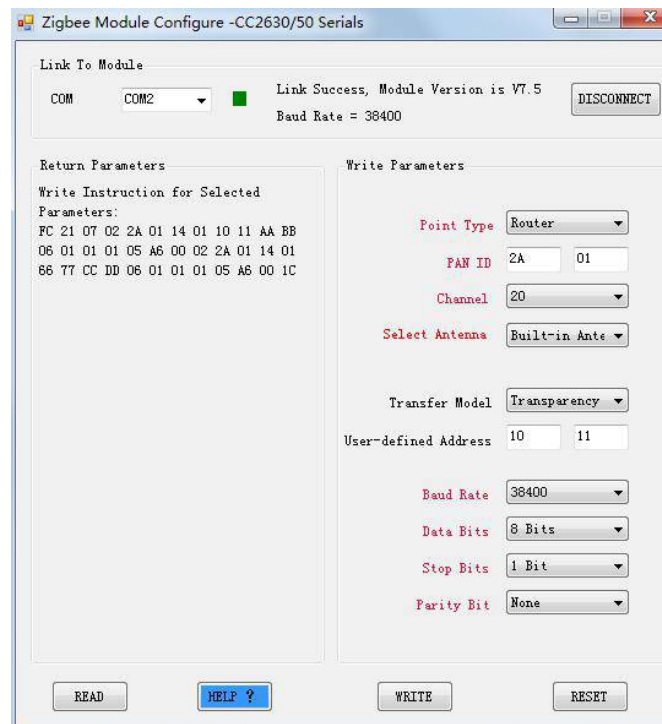 Zigbee Module Configure -CC2630/50 Serials
Link To Module
COM COM2
Link Success, Module Version is V7.5
Baud Rate = 38400
DISCONNECT
Return Parameters
Write Instruction for Selected
Parameters:
FC 21 07 02 2A 01 14 01 10 11 AA BB
06 01 01 01 05 A6 00 02 2A 01 14 01
66 77 CC DD 06 01 01 01 05 A6 00 1C
Write Parameters
Point Type Router
PAN ID 2A 01
Channel 20
Select Antenna Built-in Ante
Transfer Model Transparency
User-defined Address 10 11
Baud Rate 38400
Data Bits 8 Bits
Stop Bits 1 Bit
Parity Bit None
READ HELP ? WRITE RESET